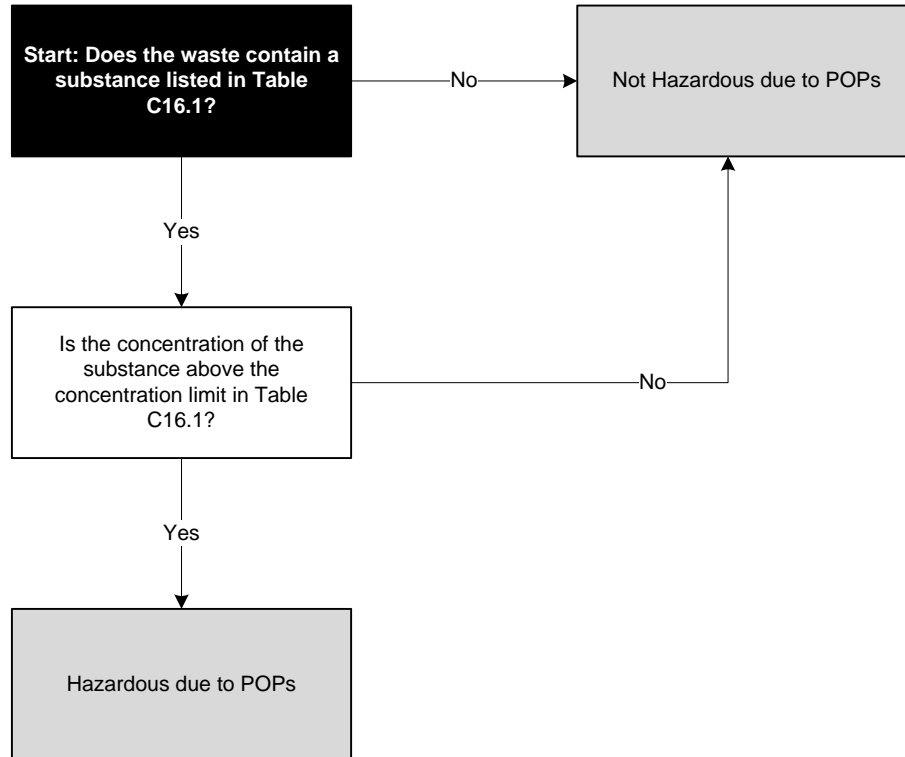 Start: Does the waste contain a
substance listed in Table
C16.1?
No
Not Hazardous due to POPs
Yes
Is the concentration of the
substance above the
concentration limit in Table
C16.1?
No
Yes
Hazardous due to POPs